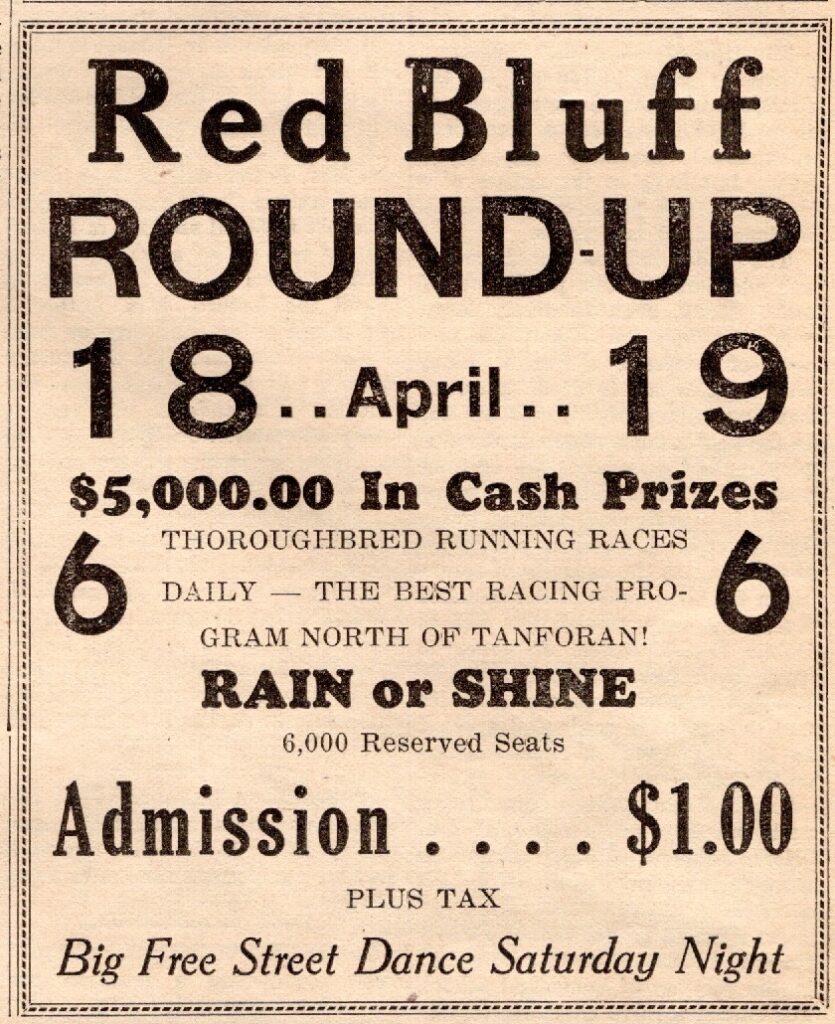 Red Bluff
ROUND-UP
18 .. April .. 19
$5,000.00 In Cash Prizes
6 THOROUGHBRED RUNNING RACES 6
DAILY — THE BEST RACING PRO-
GRAM NORTH OF TANFORAN!
RAIN or SHINE
6,000 Reserved Seats
Admission .... $1.00
PLUS TAX
Big Free Street Dance Saturday Night